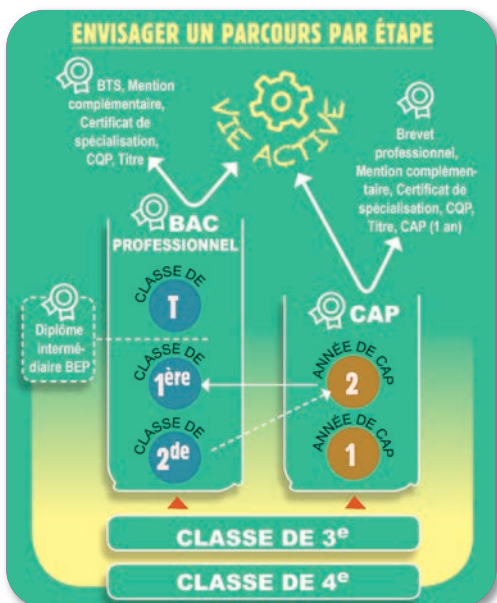 ENVISAGER UN PARCOURS PAR ÉTAPE
BTS, Mention
complémentaire,
Certificat de
spécialisation,
CQP, Titre
VIE ACTIVE
Brevet
professionnel,
Mention complémen-
taire, Certificat de
spécialisation, CQP,
Titre, CAP (1 an)
BAC
PROFESSIONNEL
CLASSE DE
T
Diplôme
intermé-
diaire BEP
CLASSE DE
1ère
CLASSE DE
2de
CAP
ANNÉE DE CAP
2
ANNÉE DE CAP
1
CLASSE DE 3e
CLASSE DE 4e